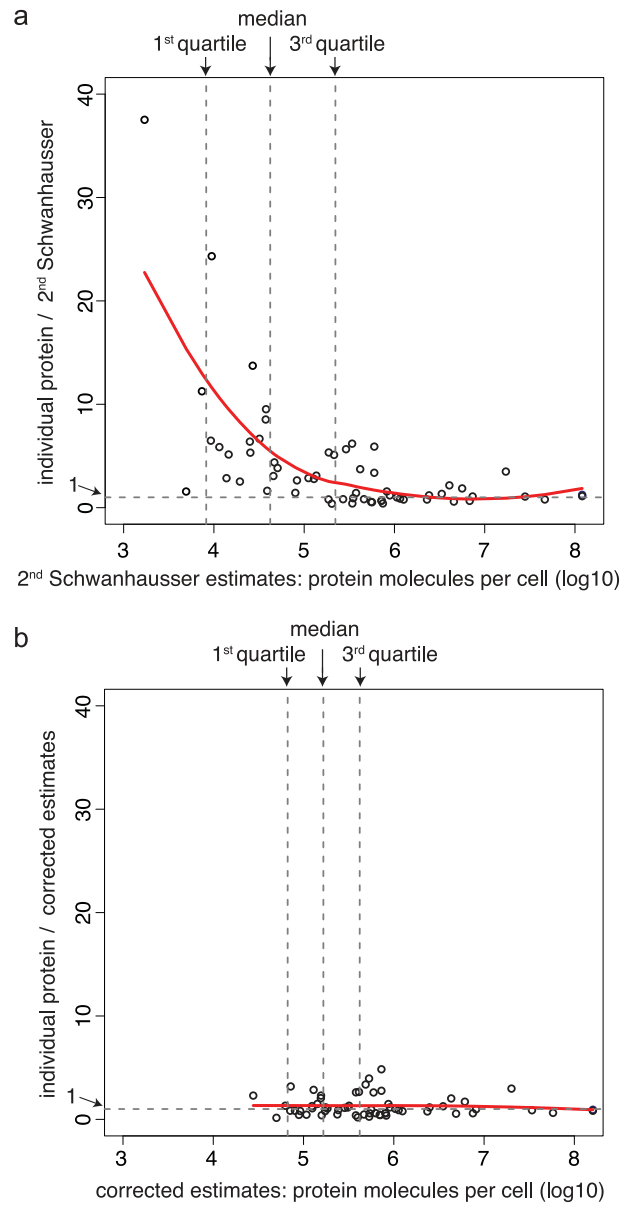 a
median
1st quartile
3rd quartile
individual protein / 2nd Schwanhausser
40
30
20
10
1
0
3 4 5 6 7 8
2nd Schwanhausser estimates: protein molecules per cell (log10)
b
median
1st quartile
3rd quartile
individual protein / corrected estimates
40
30
20
10
1
0
3 4 5 6 7 8
corrected estimates: protein molecules per cell (log10)